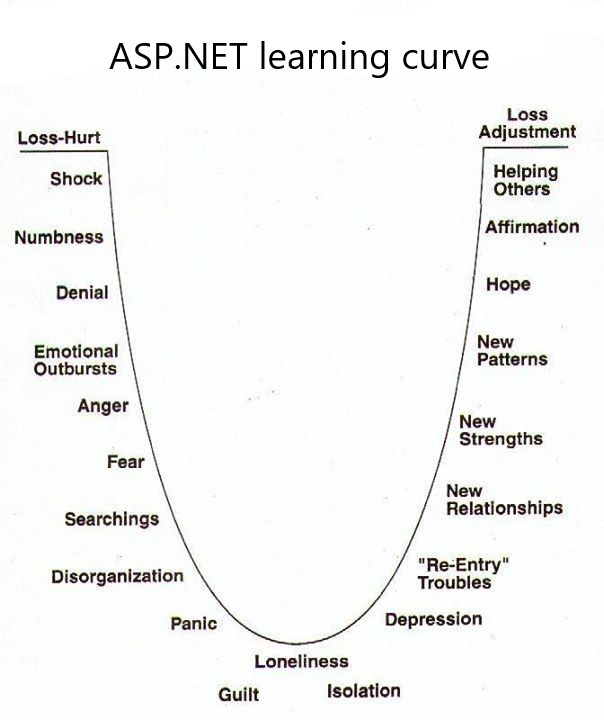 ASP.NET learning curve
Loss-Hurt
Shock
Numbness
Denial
Emotional
Outbursts
Anger
Fear
Searchings
Disorganization
Panic
Guilt
Loneliness
Isolation
Depression
"Re-Entry"
Troubles
New
Relationships
New
Strengths
New
Patterns
Hope
Affirmation
Helping
Others
Loss
Adjustment